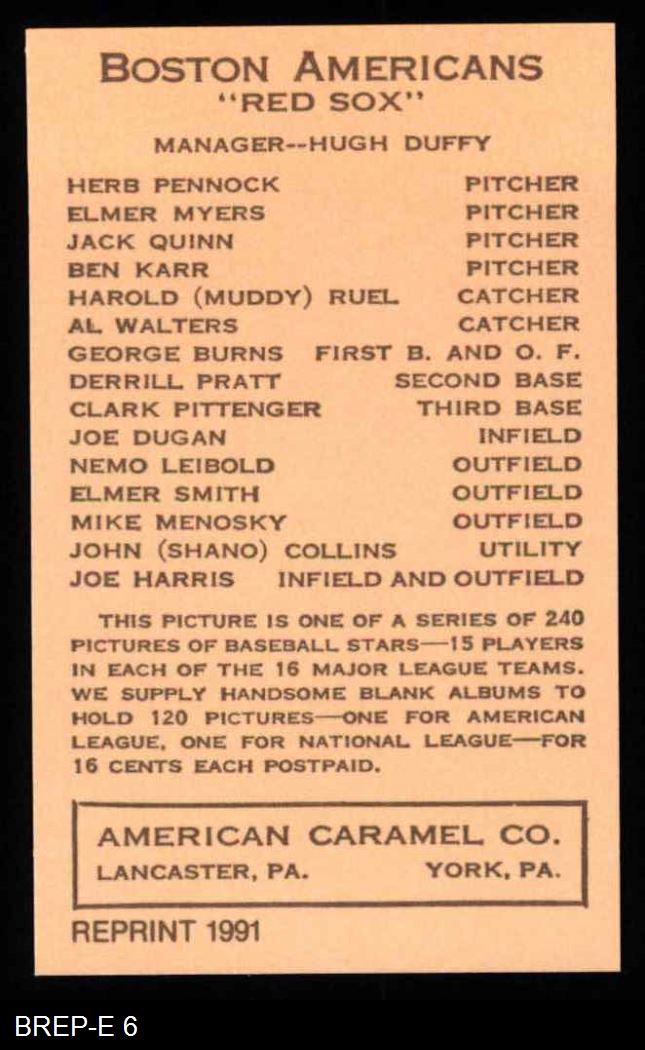 BOSTON AMERICANS
"RED SOX"
MANAGER--HUGH DUFFY
HERB PENNOCK PITCHER
ELMER MYERS PITCHER
JACK QUINN PITCHER
BEN KARR PITCHER
HAROLD (MUDDY) RUEL CATCHER
AL WALTERS CATCHER
GEORGE BURNS FIRST B. AND O. F.
DERRILL PRATT SECOND BASE
CLARK PITTENGER THIRD BASE
JOE DUGAN INFIELD
NEMO LEIBOLD OUTFIELD
ELMER SMITH OUTFIELD
MIKE MENOSKY OUTFIELD
JOHN (SHANO) COLLINS UTILITY
JOE HARRIS INFIELD AND OUTFIELD
THIS PICTURE IS ONE OF A SERIES OF 240
PICTURES OF BASEBALL STARS—15 PLAYERS
IN EACH OF THE 16 MAJOR LEAGUE TEAMS.
WE SUPPLY HANDSOME BLANK ALBUMS TO
HOLD 120 PICTURES—ONE FOR AMERICAN
LEAGUE, ONE FOR NATIONAL LEAGUE—FOR
16 CENTS EACH POSTPAID.
AMERICAN CARAMEL CO.
LANCASTER, PA. YORK, PA.
REPRINT 1991
BREP-E 6